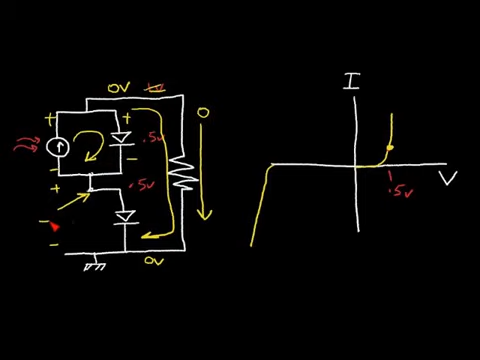 0V
+ + 0
.5v
- -
+ .5v
-
-
0V
I
V
.5v